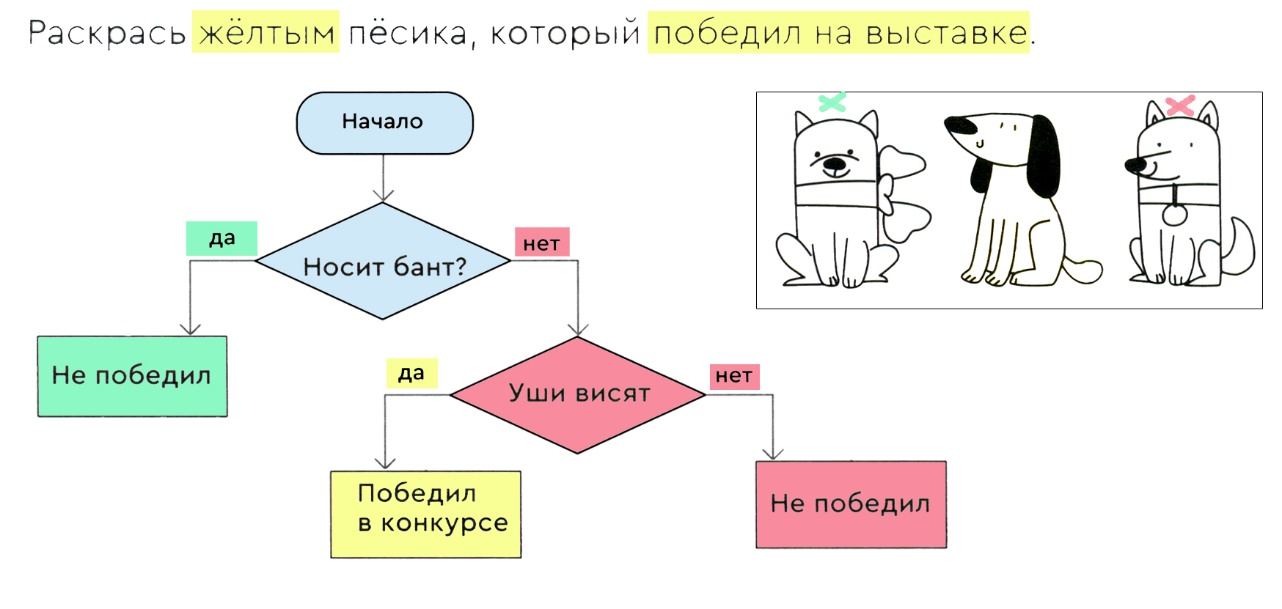 Раскрась жёлтым пёсика, который победил на выставке.
Начало
да
нет
Носит бант?
Не победил
да
нет
Уши висят
Победил
в конкурсе
Не победил